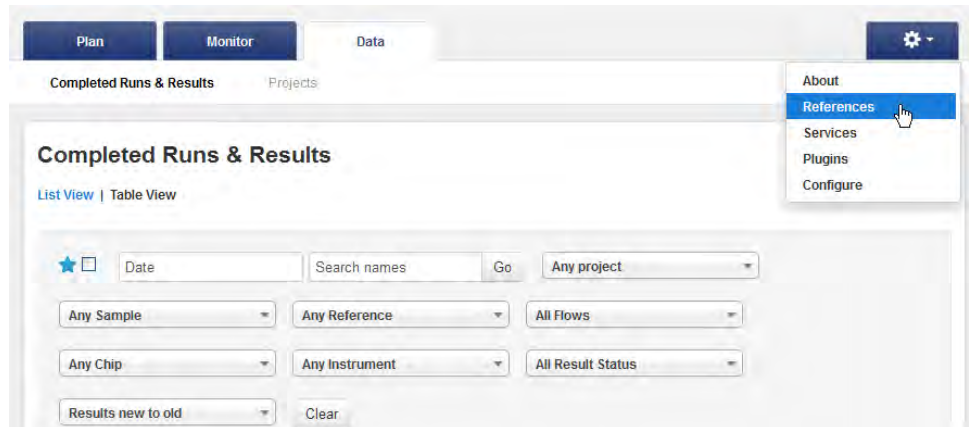 Plan Monitor Data
Completed Runs & Results Projects
About
References
Services
Plugins
Configure
Completed Runs & Results
List View | Table View
Date Search names Go Any project
Any Sample Any Reference All Flows
Any Chip Any Instrument All Result Status
Results new to old Clear